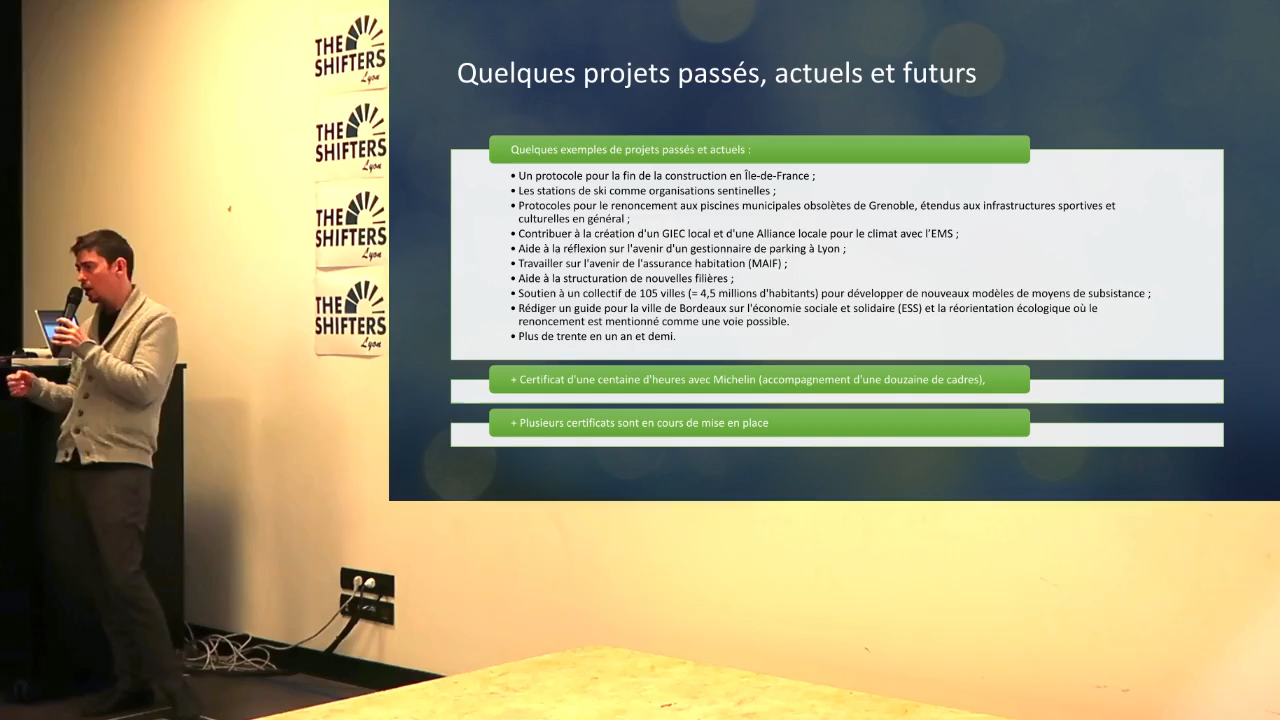 THE
SHIFTERS
Lyon
THE
SHIFTERS
Lyon
THE
SHIFTERS
Lyon
THE
SHIFTERS
Lyon
Quelques projets passés, actuels et futurs
Quelques exemples de projets passés et actuels :
• Un protocole pour la fin de la construction en Île-de-France ;
• Les stations de ski comme organisations sentinelles ;
• Protocoles pour le renoncement aux piscines municipales obsolètes de Grenoble, étendus aux infrastructures sportives et
culturelles en général ;
• Contribuer à la création d'un GIEC local et d'une Alliance locale pour le climat avec l'EMS ;
• Aide à la réflexion sur l'avenir d'un gestionnaire de parking à Lyon ;
• Travailler sur l'avenir de l'assurance habitation (MAIF) ;
• Aide à la structuration de nouvelles filières ;
• Soutien à un collectif de 105 villes (= 4,5 millions d'habitants) pour développer de nouveaux modèles de moyens de subsistance ;
• Rédiger un guide pour la ville de Bordeaux sur l'économie sociale et solidaire (ESS) et la réorientation écologique où le
renoncement est mentionné comme une voie possible.
• Plus de trente en un an et demi.
+ Certificat d'une centaine d'heures avec Michelin (accompagnement d'une douzaine de cadres),
+ Plusieurs certificats sont en cours de mise en place